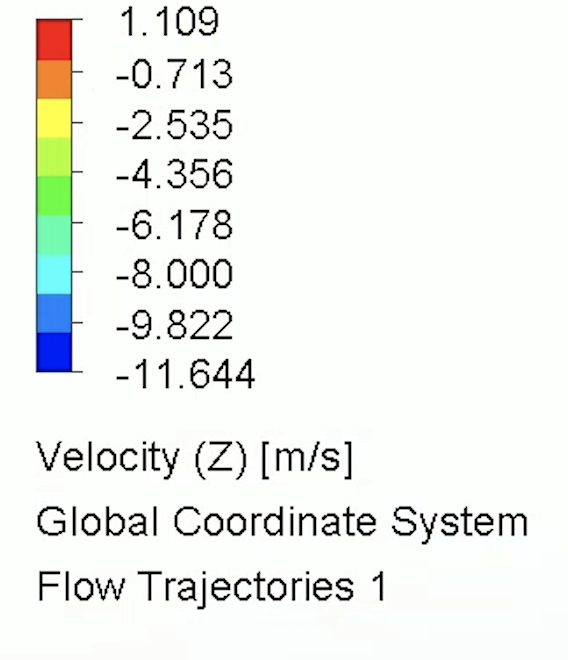 1.109
-0.713
-2.535
-4.356
-6.178
-8.000
-9.822
-11.644
Velocity (Z) [m/s]
Global Coordinate System
Flow Trajectories 1